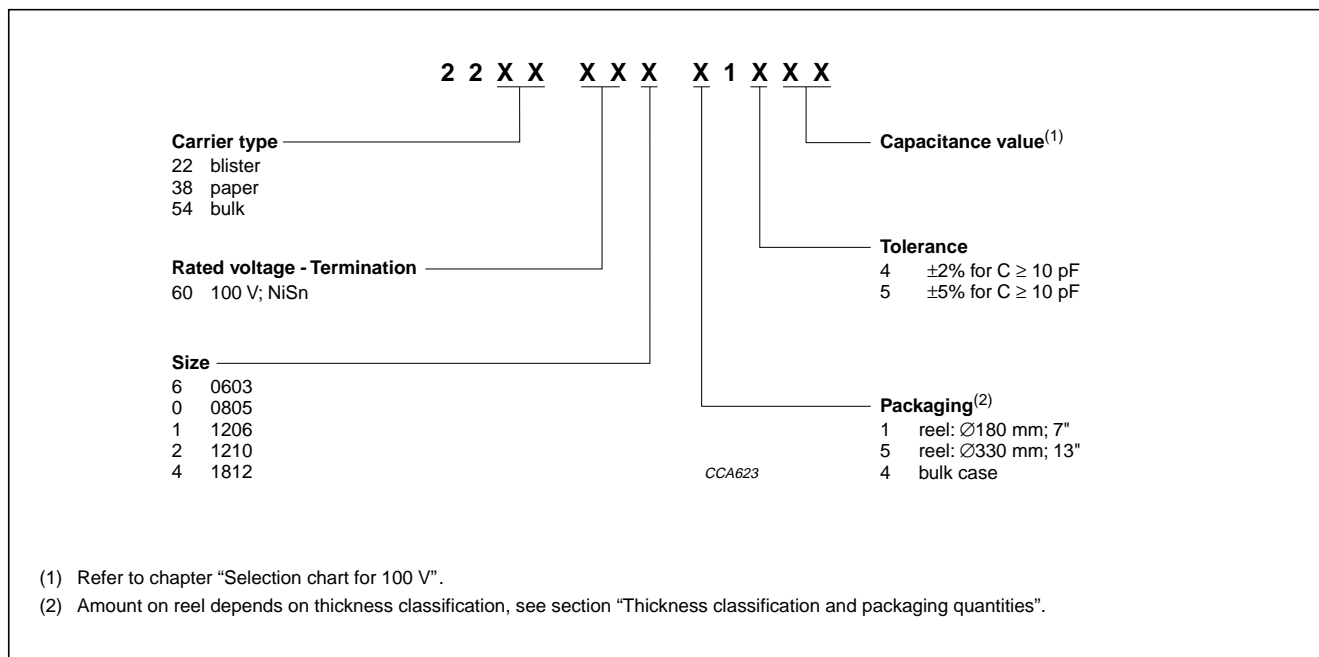 2 2 X X X X X X 1 X X X
Carrier type
22 blister
38 paper
54 bulk
Rated voltage - Termination
60 100 V; NiSn
Size
6 0603
0 0805
1 1206
2 1210
4 1812
Capacitance value(1)
Tolerance
4 ±2% for C ≥ 10 pF
5 ±5% for C ≥ 10 pF
Packaging(2)
1 reel: ∅180 mm; 7"
5 reel: ∅330 mm; 13"
4 bulk case
CCA623
(1) Refer to chapter “Selection chart for 100 V”.
(2) Amount on reel depends on thickness classification, see section “Thickness classification and packaging quantities”.